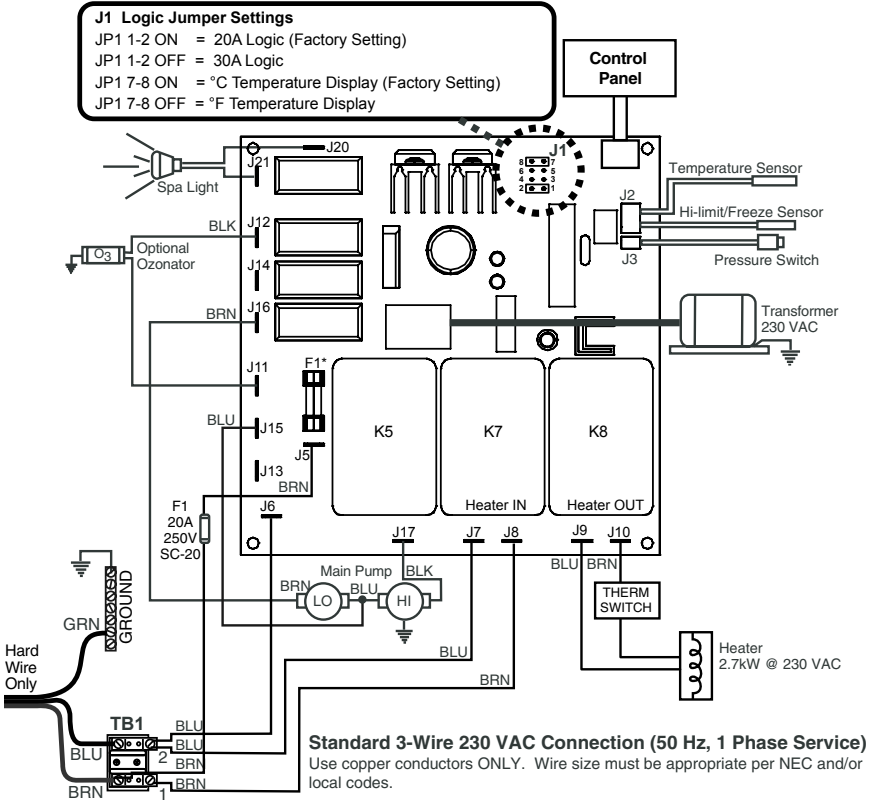 J1 Logic Jumper Settings
JP1 1-2 ON = 20A Logic (Factory Setting)
JP1 1-2 OFF = 30A Logic
JP1 7-8 ON = °C Temperature Display (Factory Setting)
JP1 7-8 OFF = °F Temperature Display
Control
Panel
J20
J21
Spa Light
J1
8 7
6 5
4 3
2 1
Temperature Sensor
J2
Hi-limit/Freeze Sensor
J3
Pressure Switch
BLK
J12
O3
Optional
Ozonator
J14
BRN
J16
Transformer
230 VAC
J11
F1*
BLU
J15
K5
K7
K8
J5
J13
BRN
F1
20A
250V
SC-20
J6
Heater IN
Heater OUT
J17
J7
J8
J9
J10
BLU
BRN
Main Pump
BLK
BRN
LO
BLU
HI
THERM
SWITCH
GROUND
GRN
Hard
Wire
Only
BLU
Heater
2.7kW @ 230 VAC
BRN
TB1
BLU
BLU
BLU
2
BRN
BRN
BRN
1
Standard 3-Wire 230 VAC Connection (50 Hz, 1 Phase Service)
Use copper conductors ONLY. Wire size must be appropriate per NEC and/or
local codes.